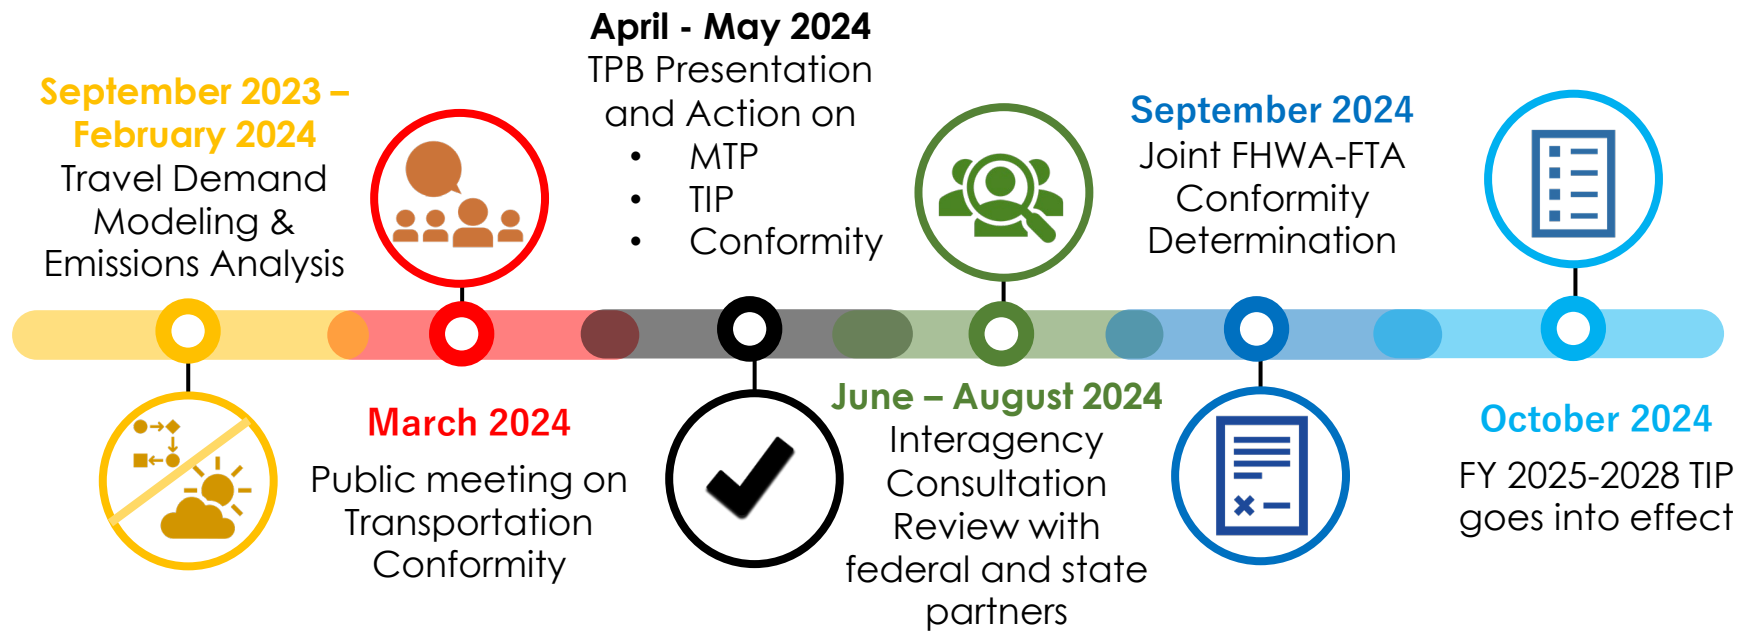 September 2023 –
February 2024
Travel Demand
Modeling &
Emissions Analysis
March 2024
Public meeting on
Transportation
Conformity
April - May 2024
TPB Presentation
and Action on
• MTP
• TIP
• Conformity
June – August 2024
Interagency
Consultation
Review with
federal and state
partners
September 2024
Joint FHWA-FTA
Conformity
Determination
October 2024
FY 2025-2028 TIP
goes into effect